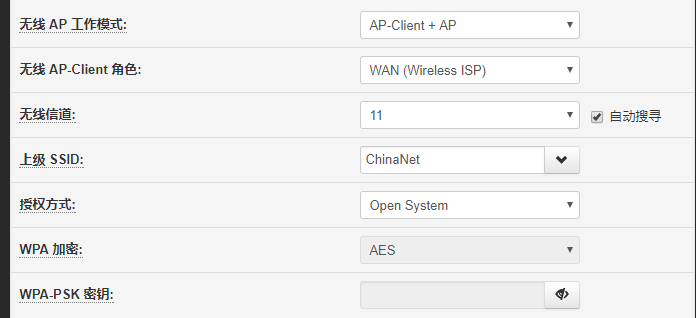 无线 AP 工作模式: AP-Client + AP
无线 AP-Client 角色: WAN (Wireless ISP)
无线信道: 11 自动搜寻
上级 SSID: ChinaNet
授权方式: Open System
WPA 加密: AES
WPA-PSK 密钥: